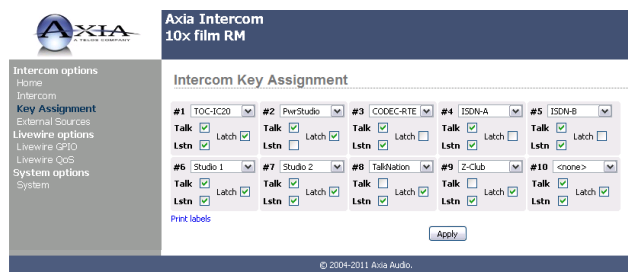 AXIA
A TELOS COMPANY
Axia Intercom
10x film RM
Intercom options
Home
Intercom
Key Assignment
External Sources
Livewire options
Livewire GPIO
Livewire QoS
System options
System
Intercom Key Assignment
#1 TOC-IC20 #2 PwrStudio #3 CODEC-RTE #4 ISDN-A #5 ISDN-B
Talk Latch Talk Latch Talk Latch Talk Latch Talk Latch
Lstn Lstn Lstn Lstn Lstn
#6 Studio 1 #7 Studio 2 #8 TalkNation #9 Z-Club #10 <none>
Talk Latch Talk Latch Talk Latch Talk Latch Talk Latch
Lstn Lstn Lstn Lstn Lstn
Print labels
Apply
© 2004-2011 Axia Audio.